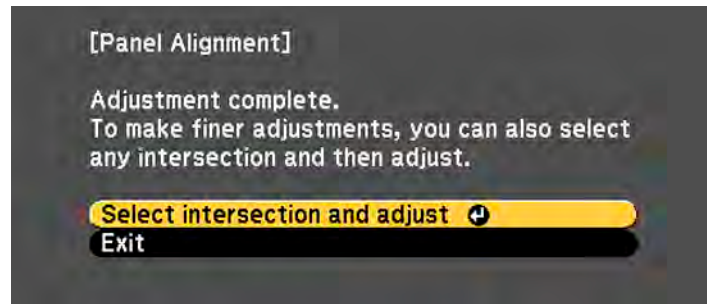 [Panel Alignment]
Adjustment complete.
To make finer adjustments, you can also select
any intersection and then adjust.
Select intersection and adjust
Exit